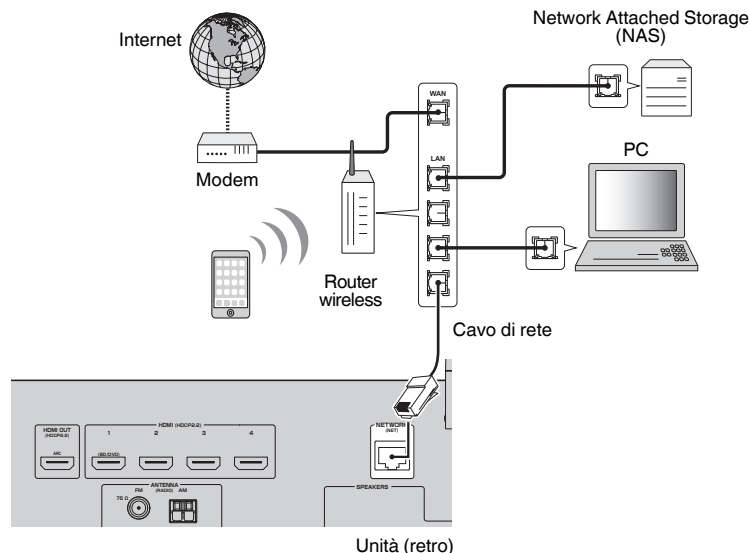 Network Attached Storage
(NAS)
Internet
WAN
PC
LAN
Modem
Router
wireless
Cavo di rete
HDMI OUT
(HDCP2.2)
ARC
HDMI (HDCP2.2)
1
2
3
4
(BD/DVD)
NETWORK
(NET)
ANTENNA
(RADIO)
FM
AM
75 Ω
SPEAKERS
Unità (retro)